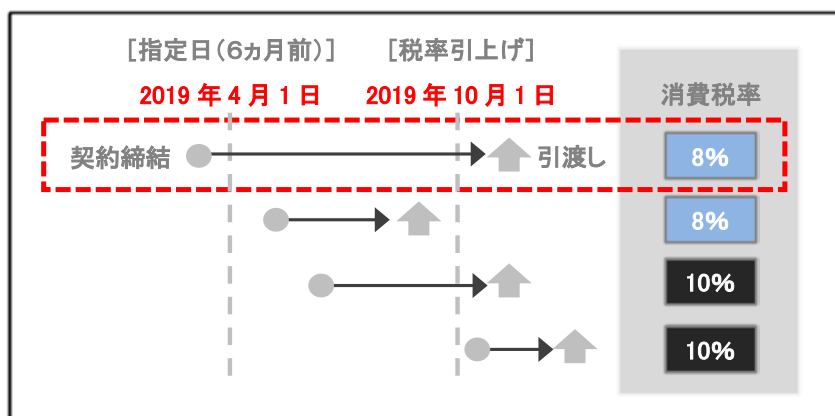 [指定日(6ヵ月前)] [税率引上げ]
2019 年 4 月 1 日 2019 年 10 月 1 日 消費税率
契約締結 引渡し 8%
8%
10%
10%